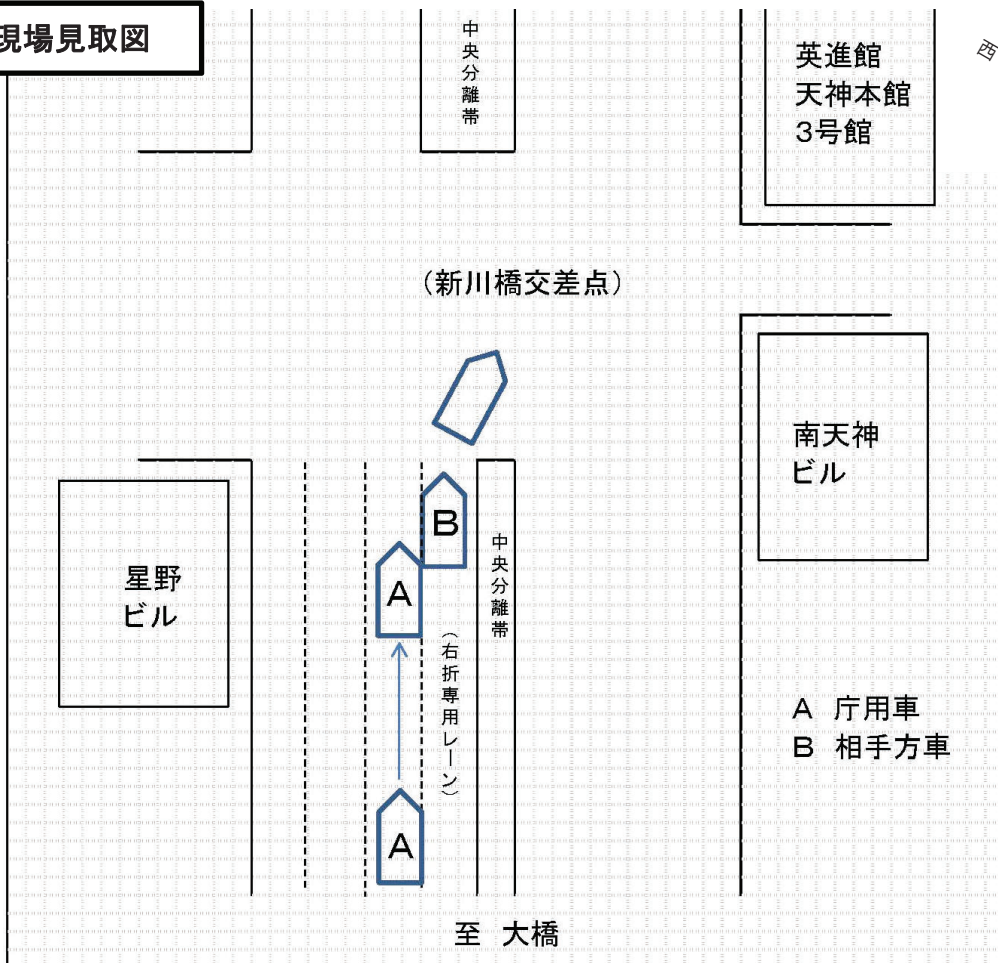 現場見取図
中央分離帯
英進館
天神本館
3号館
西
（新川橋交差点）
南天神
ビル
B
中央分離帯
A
星野
ビル
（右折専用レーン）
A 庁用車
B 相手方車
A
至 大橋